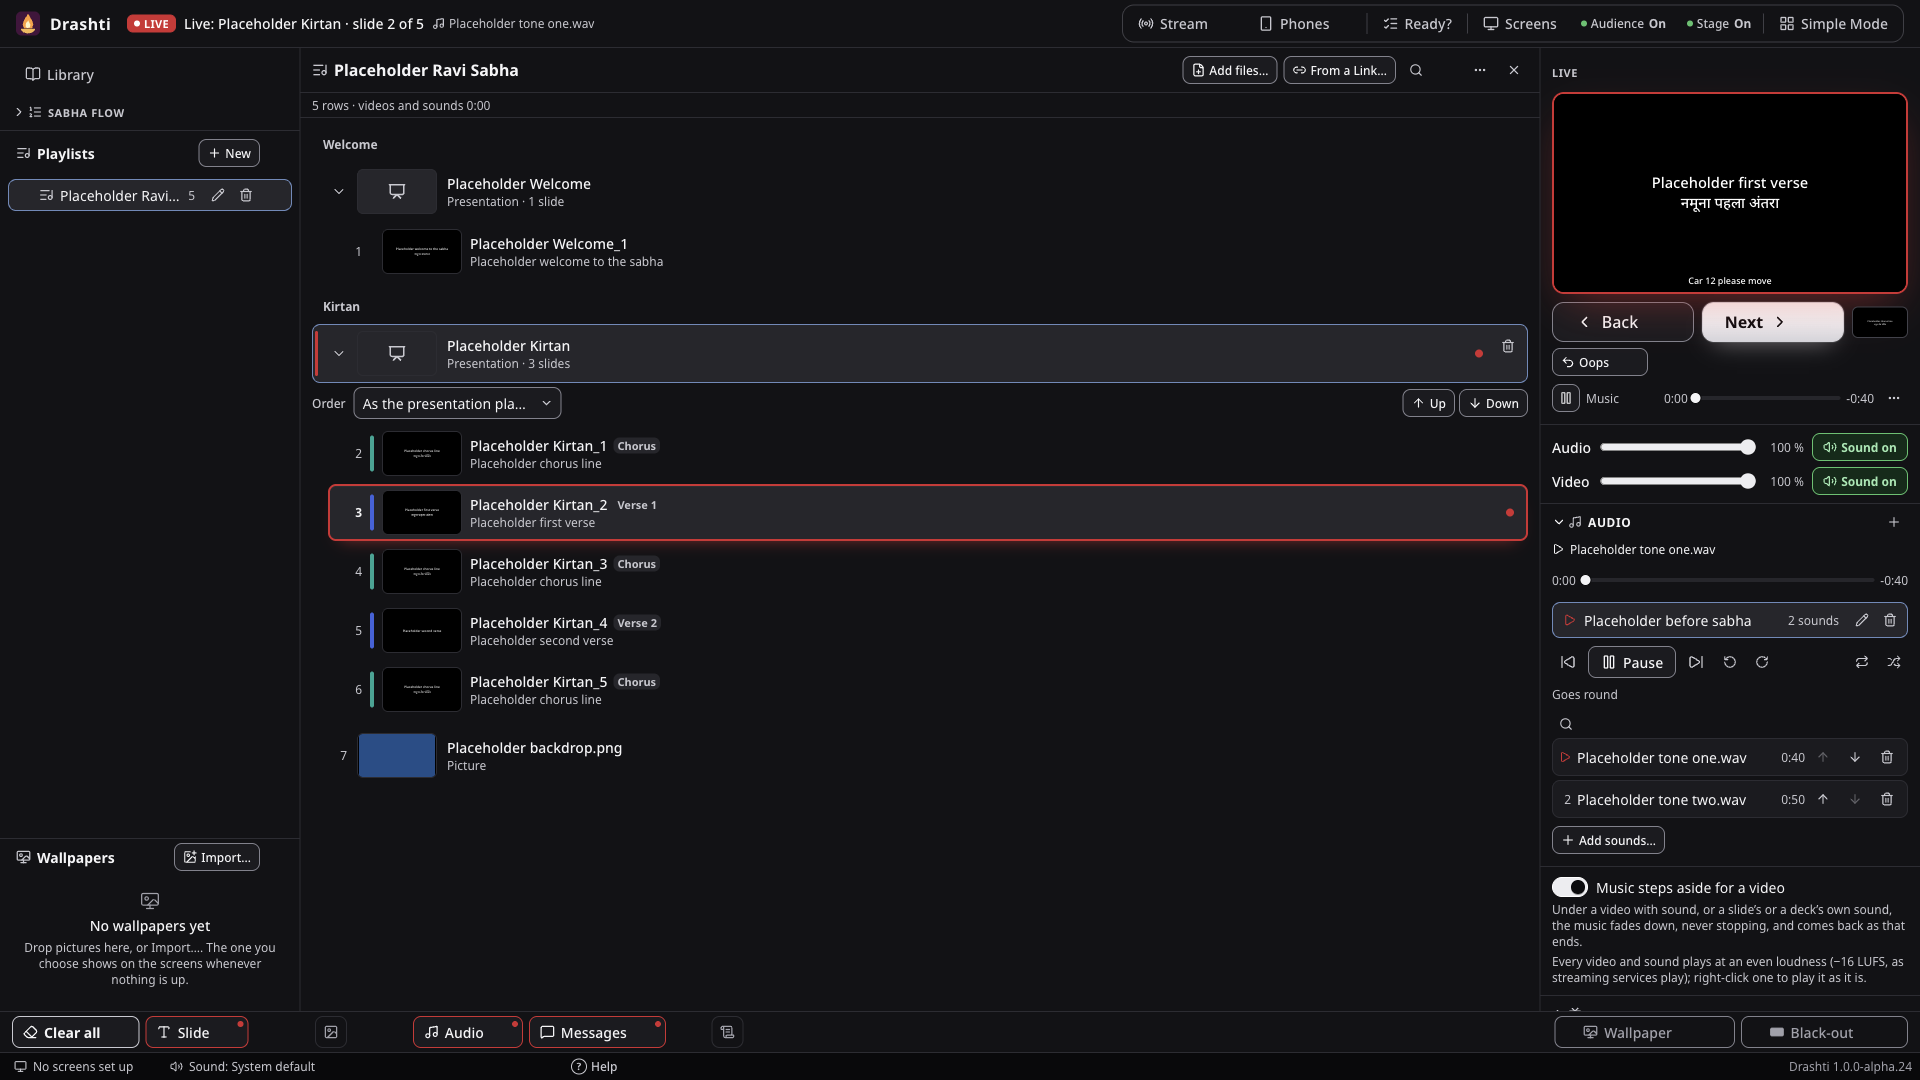 Drashti
LIVE
Live: Placeholder Kirtan · slide 2 of 5
Placeholder tone one.wav
Stream
Phones
Ready?
Screens
Audience On
Stage On
Simple Mode
Library
SABHA FLOW
Playlists
New
Placeholder Ravi...
5
Wallpapers
Import...
No wallpapers yet
Drop pictures here, or Import.... The one you
choose shows on the screens whenever
nothing is up.
Placeholder Ravi Sabha
Add files...
From a Link...
5 rows · videos and sounds 0:00
Welcome
Placeholder Welcome
Presentation · 1 slide
1
Placeholder Welcome_1
Placeholder welcome to the sabha
Kirtan
Placeholder Kirtan
Presentation · 3 slides
Order
As the presentation pla...
Up
Down
2
Placeholder Kirtan_1
Chorus
Placeholder chorus line
3
Placeholder Kirtan_2
Verse 1
Placeholder first verse
4
Placeholder Kirtan_3
Chorus
Placeholder chorus line
5
Placeholder Kirtan_4
Verse 2
Placeholder second verse
6
Placeholder Kirtan_5
Chorus
Placeholder chorus line
7
Placeholder backdrop.png
Picture
LIVE
Placeholder first verse
नमूना पहला अंतरा
Car 12 please move
Back
Next
Oops
Music
0:00
-0:40
Audio
100 %
Sound on
Video
100 %
Sound on
AUDIO
Placeholder tone one.wav
0:00
-0:40
Placeholder before sabha
2 sounds
Pause
Goes round
Placeholder tone one.wav
0:40
2
Placeholder tone two.wav
0:50
Add sounds...
Music steps aside for a video
Under a video with sound, or a slide’s or a deck’s own sound,
the music fades down, never stopping, and comes back as that
ends.
Every video and sound plays at an even loudness (−16 LUFS, as
streaming services play); right-click one to play it as it is.
Clear all
Slide
Audio
Messages
Wallpaper
Black-out
No screens set up
Sound: System default
Help
Drashti 1.0.0-alpha.24